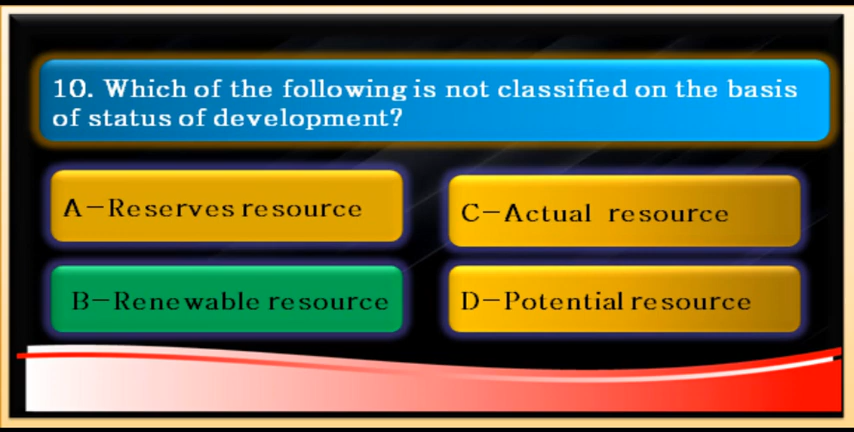 10. Which of the following is not classified on the basis
of status of development?
A-Reserves resource
C-Actual resource
B-Renewable resource
D-Potential resource